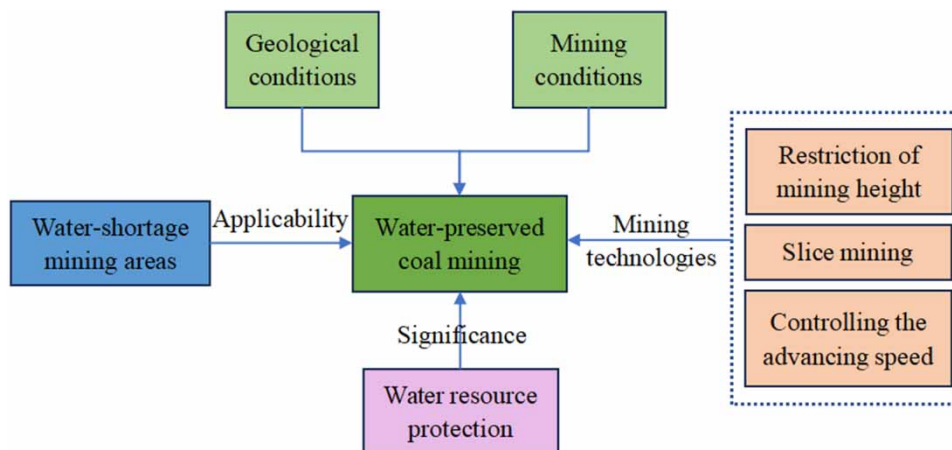 Geological
conditions
Mining
conditions
Water-shortage
mining areas
Applicability
Water-preserved
coal mining
Mining
technologies
Restriction of
mining height
Slice mining
Controlling the
advancing speed
Significance
Water resource
protection